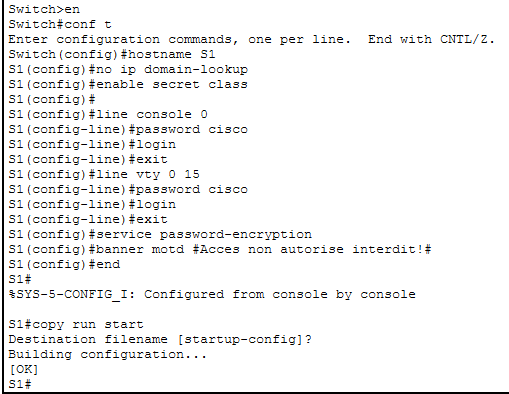 Switch>en
Switch#conf t
Enter configuration commands, one per line.  End with CNTL/Z.
Switch(config)#hostname S1
S1(config)#no ip domain-lookup
S1(config)#enable secret class
S1(config)#
S1(config)#line console 0
S1(config-line)#password cisco
S1(config-line)#login
S1(config-line)#exit
S1(config)#line vty 0 15
S1(config-line)#password cisco
S1(config-line)#login
S1(config-line)#exit
S1(config)#service password-encryption
S1(config)#banner motd #Acces non autorise interdit!#
S1(config)#end
S1#
%SYS-5-CONFIG_I: Configured from console by console

S1#copy run start
Destination filename [startup-config]?
Building configuration...
[OK]
S1#